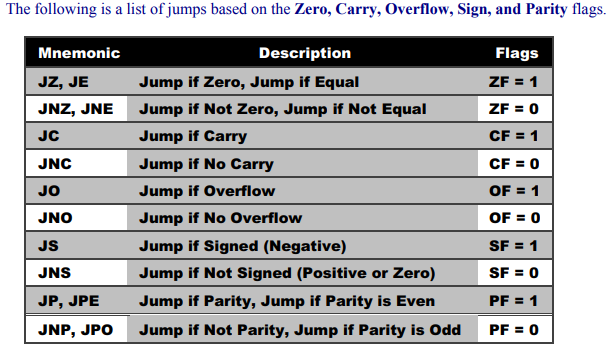 The following is a list of jumps based on the Zero, Carry, Overflow, Sign, and Parity flags.
Mnemonic Description Flags
JZ, JE Jump if Zero, Jump if Equal ZF = 1
JNZ, JNE Jump if Not Zero, Jump if Not Equal ZF = 0
JC Jump if Carry CF = 1
JNC Jump if No Carry CF = 0
JO Jump if Overflow OF = 1
JNO Jump if No Overflow OF = 0
JS Jump if Signed (Negative) SF = 1
JNS Jump if Not Signed (Positive or Zero) SF = 0
JP, JPE Jump if Parity, Jump if Parity is Even PF = 1
JNP, JPO Jump if Not Parity, Jump if Parity is Odd PF = 0